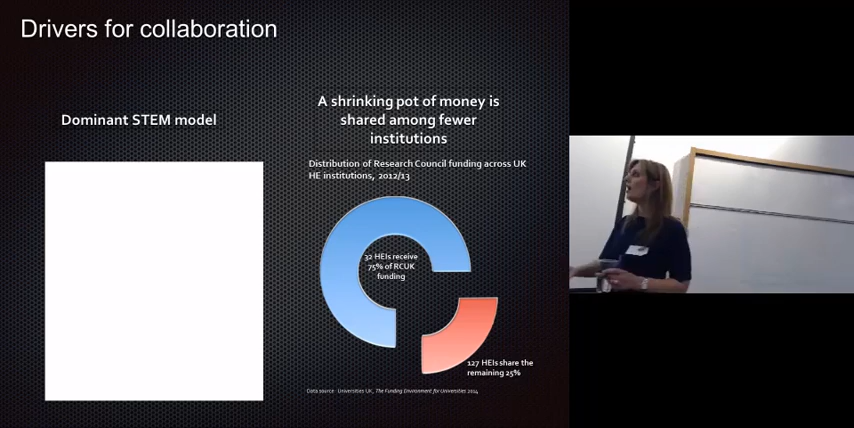 Drivers for collaboration
Dominant STEM model
A shrinking pot of money is
shared among fewer
institutions
Distribution of Research Council funding across UK
HE institutions, 2012/13
32 HEIs receive
75% of RCUK
funding
127 HEIs share the
remaining 25%
Data source: Universities UK, The Funding Environment for Universities 2014